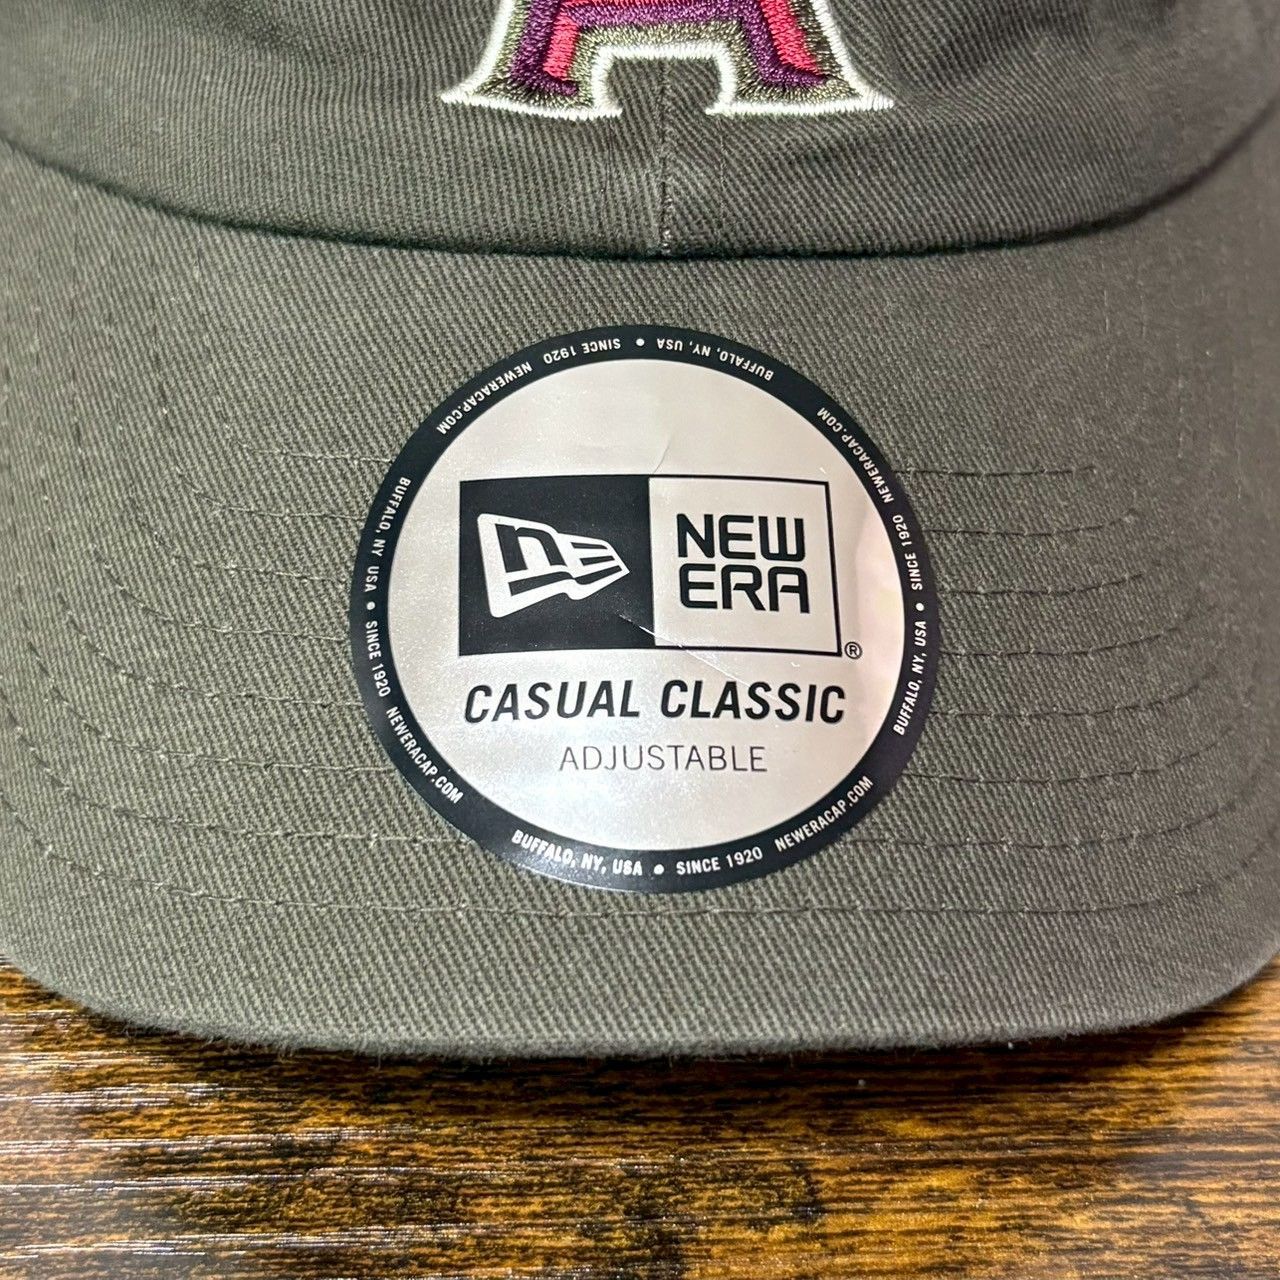 A
n
NEW
ERA
®
CASUAL CLASSIC
ADJUSTABLE
BUFFALO, NY, USA • SINCE 1920 NEWERACAP.COM
BUFFALO, NY, USA • SINCE 1920 NEWERACAP.COM
BUFFALO, NY, USA • SINCE 1920 NEWERACAP.COM
BUFFALO, NY, USA • SINCE 1920 NEWERACAP.COM